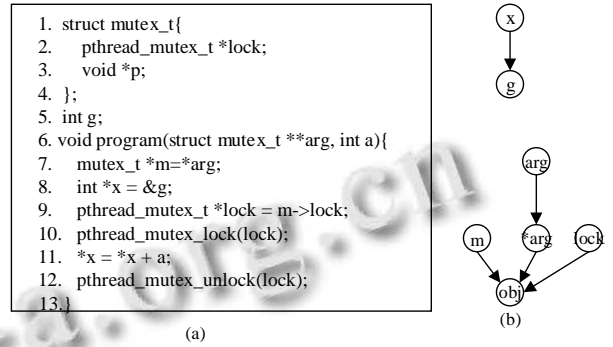 1. struct mutex_t{
2. pthread_mutex_t *lock;
3. void *p;
4. };
5. int g;
6. void program(struct mutex_t **arg, int a){
7. mutex_t *m=*arg;
8. int *x = &g;
9. pthread_mutex_t *lock = m->lock;
10. pthread_mutex_lock(lock);
11. *x = *x + a;
12. pthread_mutex_unlock(lock);
13.}
(a)
x
g
arg
m *arg lock
obj
(b)
a.org.cn